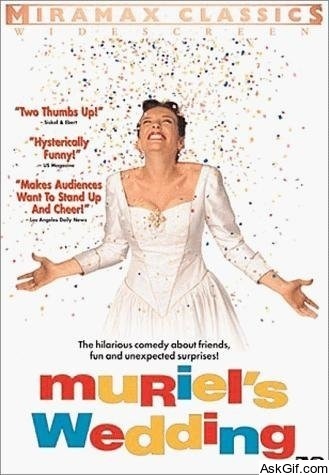 MIRAMAX CLASSICS
WIDESCREEN
"Two Thumbs Up!"
- Siskel & Ebert
"Hysterically
Funny!"
- US Magazine
"Makes Audiences
Want To Stand Up
And Cheer!"
- Los Angeles Daily News
The hilarious comedy about friends,
fun and unexpected surprises!
muRiel's
Wedding
AskGif.com